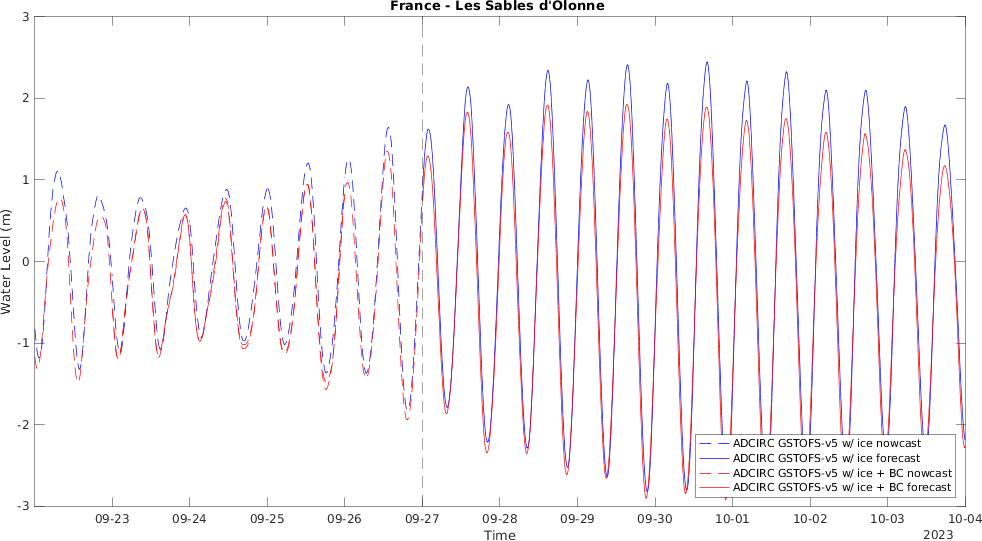 France - Les Sables d'Olonne
3
2
1
0
-1
-2
-3
Water Level (m)
ADCIRC GSTOFS-v5 w/ ice nowcast
ADCIRC GSTOFS-v5 w/ ice forecast
ADCIRC GSTOFS-v5 w/ ice + BC nowcast
ADCIRC GSTOFS-v5 w/ ice + BC forecast
09-23 09-24 09-25 09-26 09-27 09-28 09-29 09-30 10-01 10-02 10-03 10-04
Time 2023